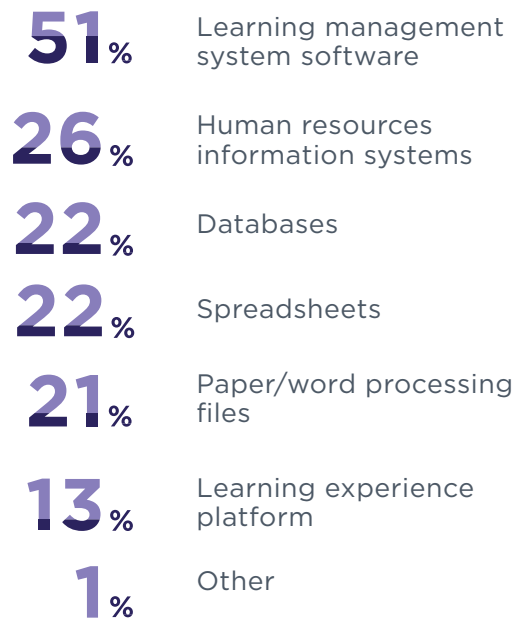 51% Learning management
system software
26% Human resources
information systems
22% Databases
22% Spreadsheets
21% Paper/word processing
files
13% Learning experience
platform
1% Other